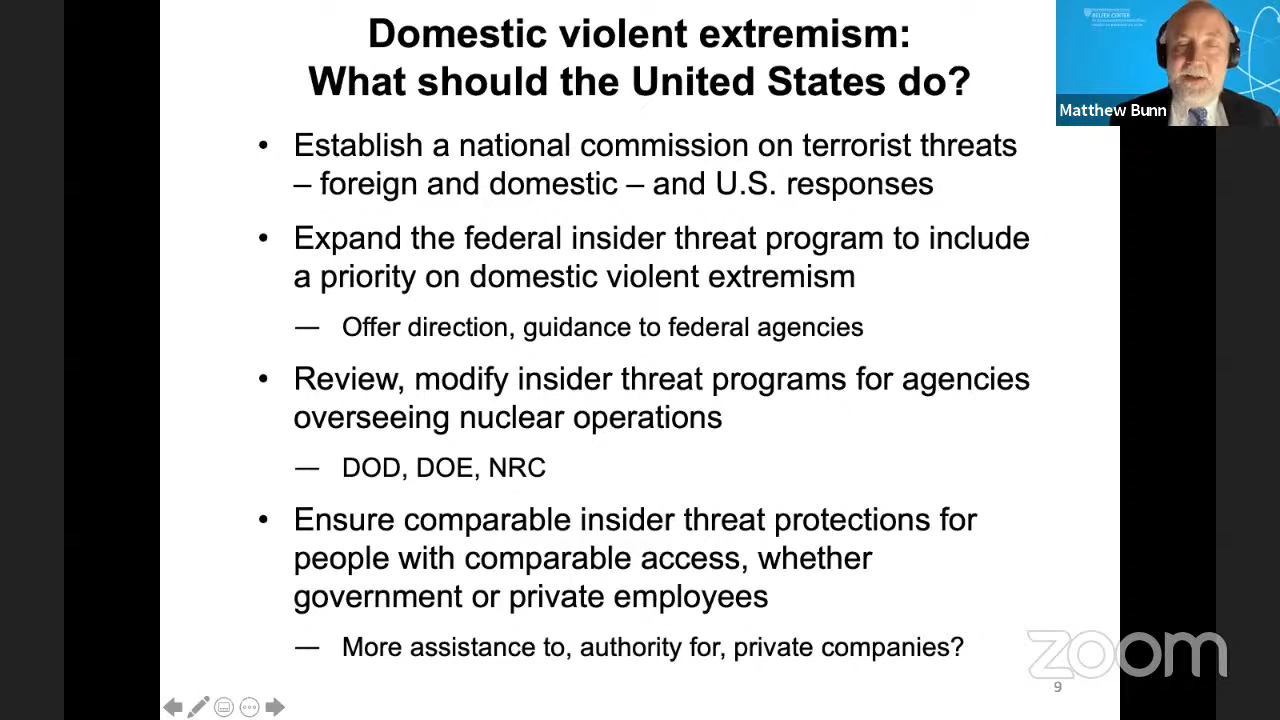 Domestic violent extremism:
What should the United States do?
BELFER CENTER
Matthew Bunn
• Establish a national commission on terrorist threats
– foreign and domestic – and U.S. responses
• Expand the federal insider threat program to include
a priority on domestic violent extremism
— Offer direction, guidance to federal agencies
• Review, modify insider threat programs for agencies
overseeing nuclear operations
— DOD, DOE, NRC
• Ensure comparable insider threat protections for
people with comparable access, whether
government or private employees
— More assistance to, authority for, private companies?
zoom
9